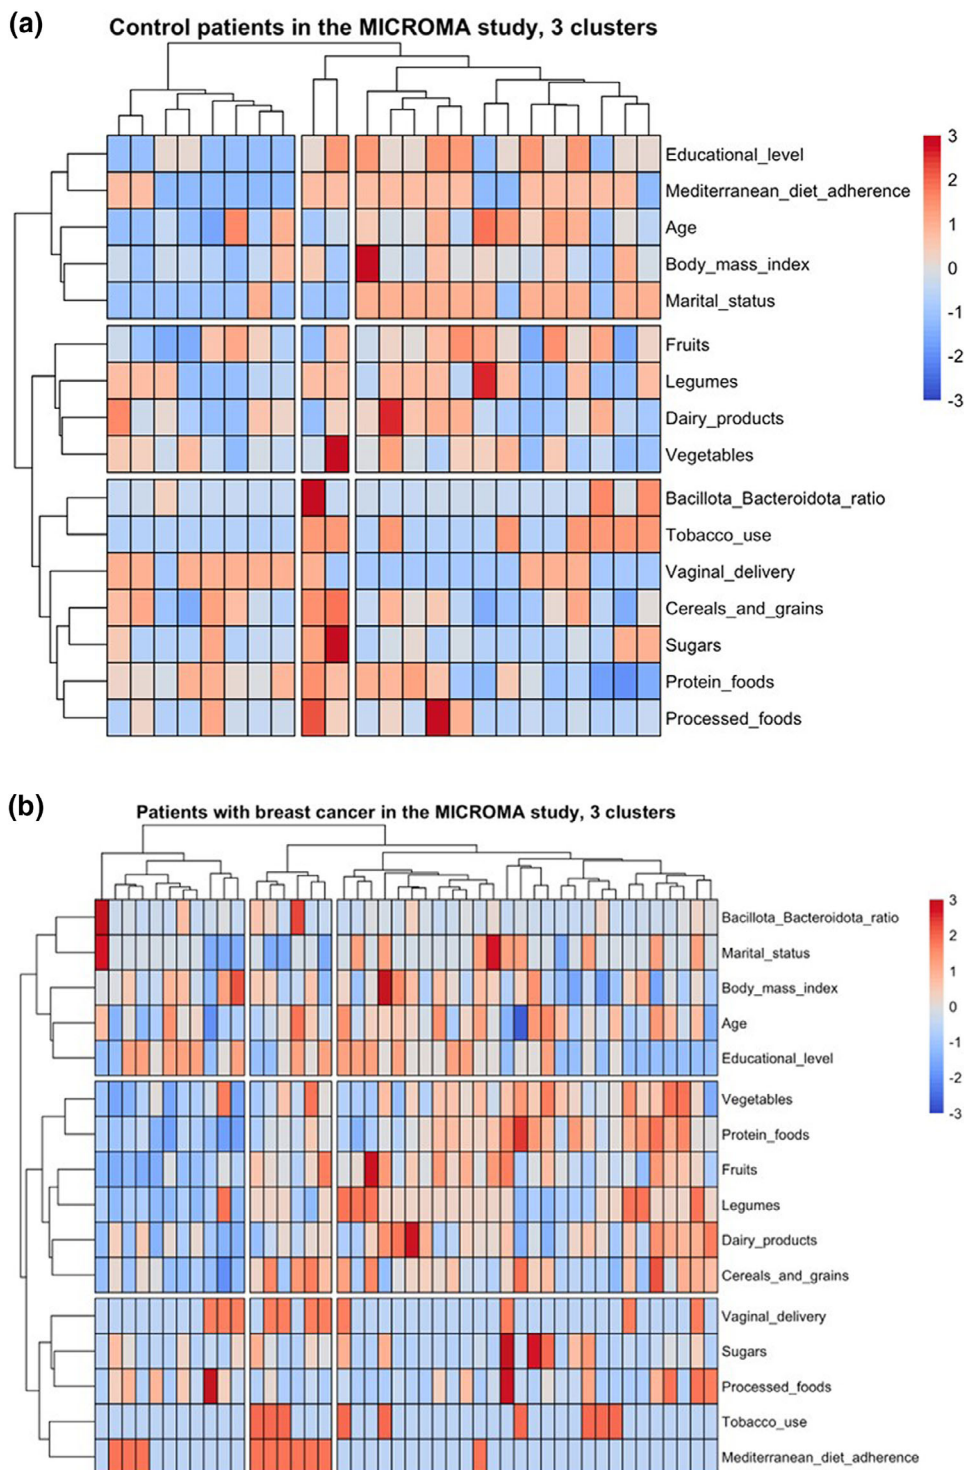 (a)
Control patients in the MICROMA study, 3 clusters
Educational_level
Mediterranean_diet_adherence
Age
Body_mass_index
Marital_status
Fruits
Legumes
Dairy_products
Vegetables
Bacillota_Bacteroidota_ratio
Tobacco_use
Vaginal_delivery
Cereals_and_grains
Sugars
Protein_foods
Processed_foods
3
2
1
0
-1
-2
-3
(b)
Patients with breast cancer in the MICROMA study, 3 clusters
Bacillota_Bacteroidota_ratio
Marital_status
Body_mass_index
Age
Educational_level
Vegetables
Protein_foods
Fruits
Legumes
Dairy_products
Cereals_and_grains
Vaginal_delivery
Sugars
Processed_foods
Tobacco_use
Mediterranean_diet_adherence
3
2
1
0
-1
-2
-3